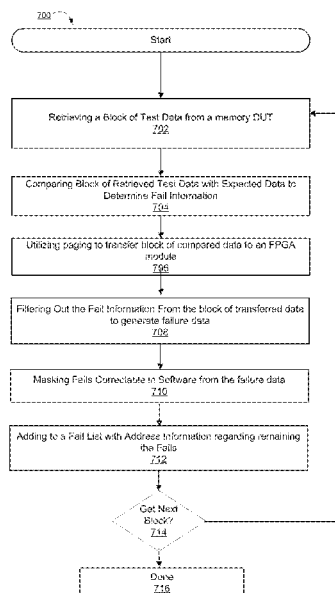 700
Start
Retrieving a Block of Test Data from a memory DUT
702
Comparing Block of Retrieved Test Data with Expected Data to
Determine Fail Information
704
Utilizing paging to transfer block of compared data to an FPGA
module
706
Filtering Out the Fail Information From the block of transferred data
to generate failure data
708
Masking Fails Correctable in Software from the failure data
710
Adding to a Fail List with Address Information regarding remaining
the Fails
712
Get Next
Block?
714
Done
716